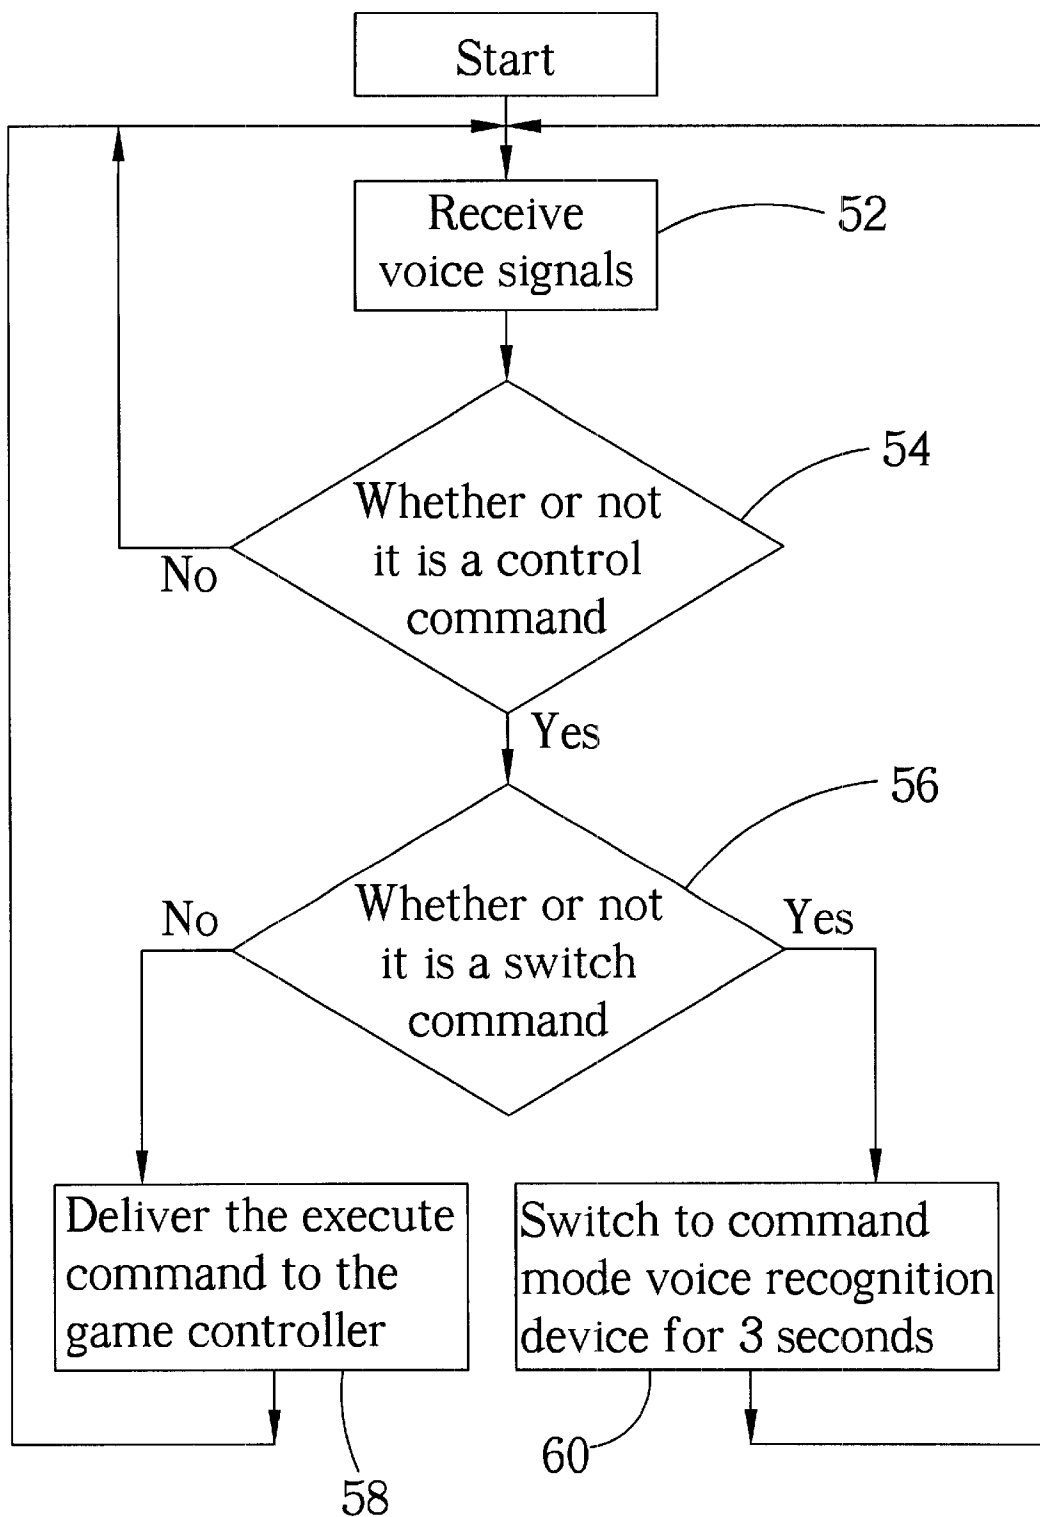 Start
Receive
voice signals
52
Whether or not
it is a control
command
54
No
Yes
Whether or not
it is a switch
command
56
No
Yes
Deliver the execute
command to the
game controller
58
Switch to command
mode voice recognition
device for 3 seconds
60